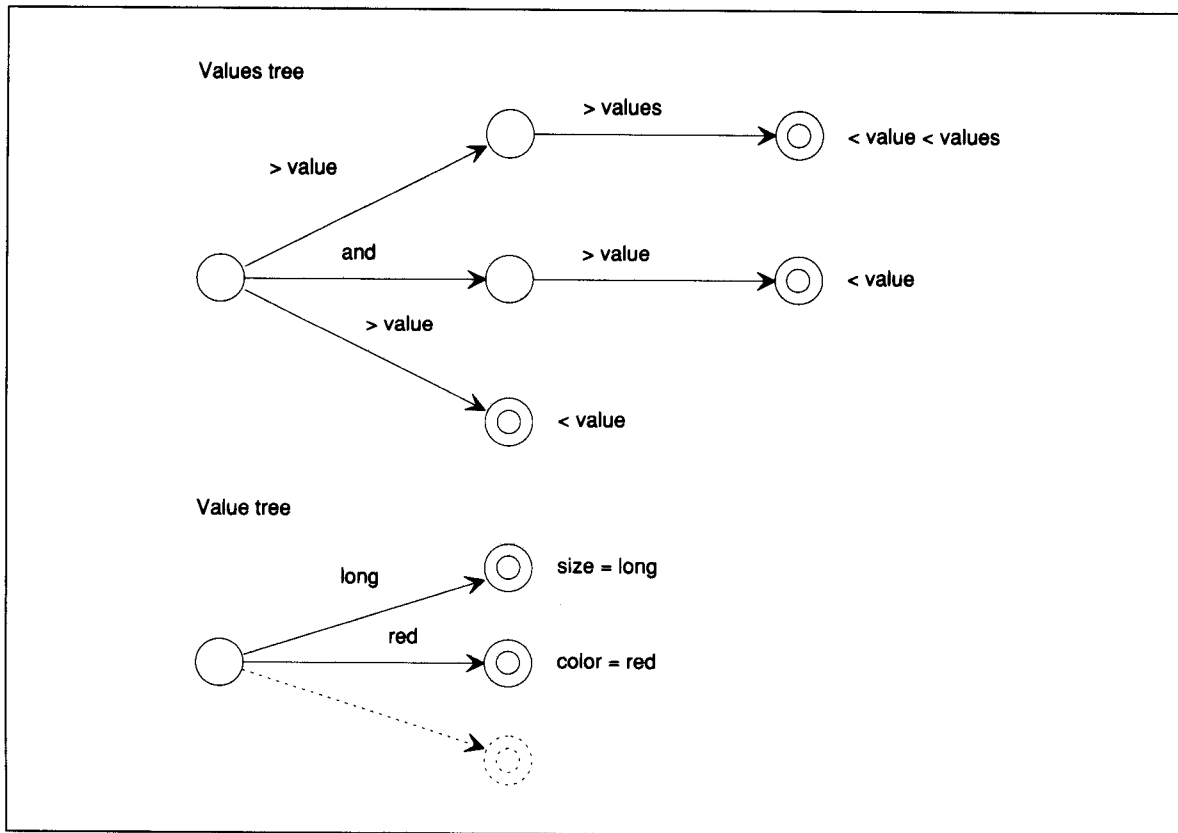 Values tree
> values
< value < values
> value
and
> value
< value
> value
< value
Value tree
long
size = long
red
color = red